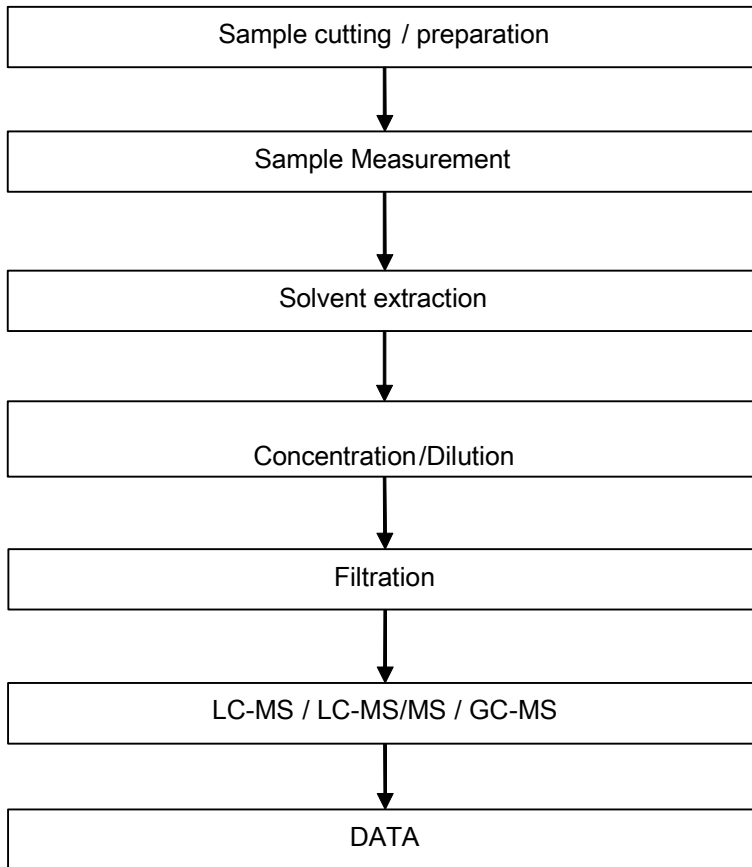 Sample cutting / preparation
Sample Measurement
Solvent extraction
Concentration/Dilution
Filtration
LC-MS / LC-MS/MS / GC-MS
DATA